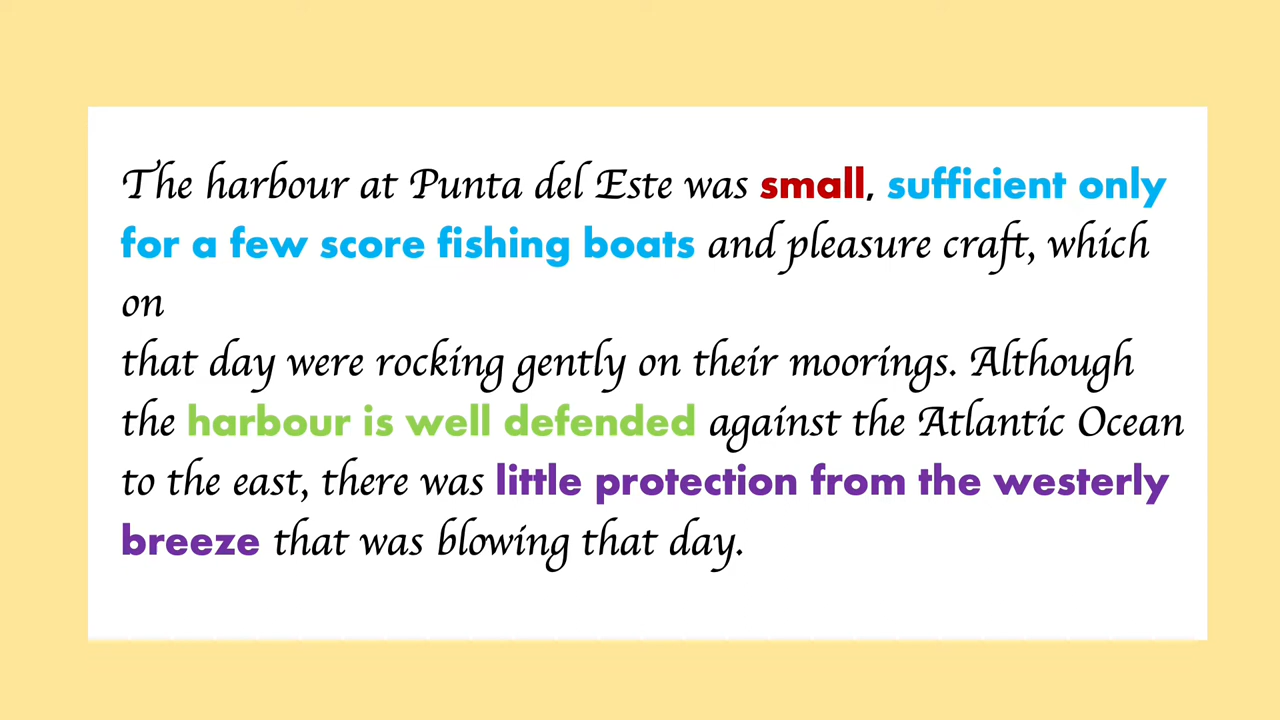 The harbour at Punta del Este was small, sufficient only
for a few score fishing boats and pleasure craft, which
on
that day were rocking gently on their moorings. Although
the harbour is well defended against the Atlantic Ocean
to the east, there was little protection from the westerly
breeze that was blowing that day.